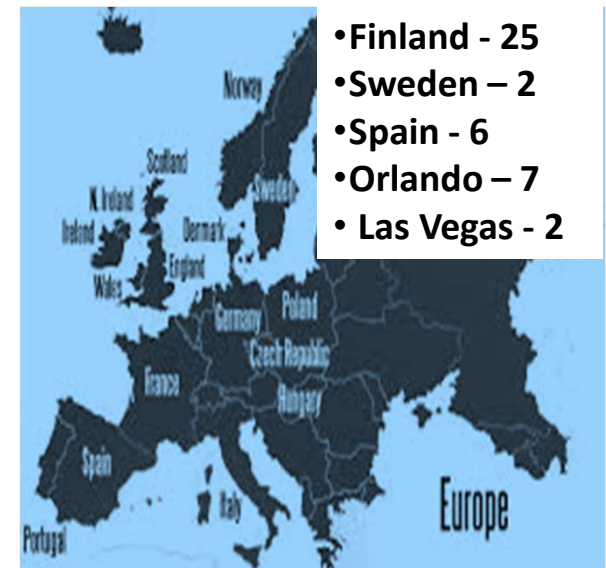 •Finland - 25
•Sweden – 2
•Spain - 6
•Orlando – 7
• Las Vegas - 2
Norway
Scotland
Sweden
N. Ireland
Ireland
Denmark
England
Wales
Germany
Poland
Czech Republic
France
Hungary
Spain
Italy
Europe
Portugal